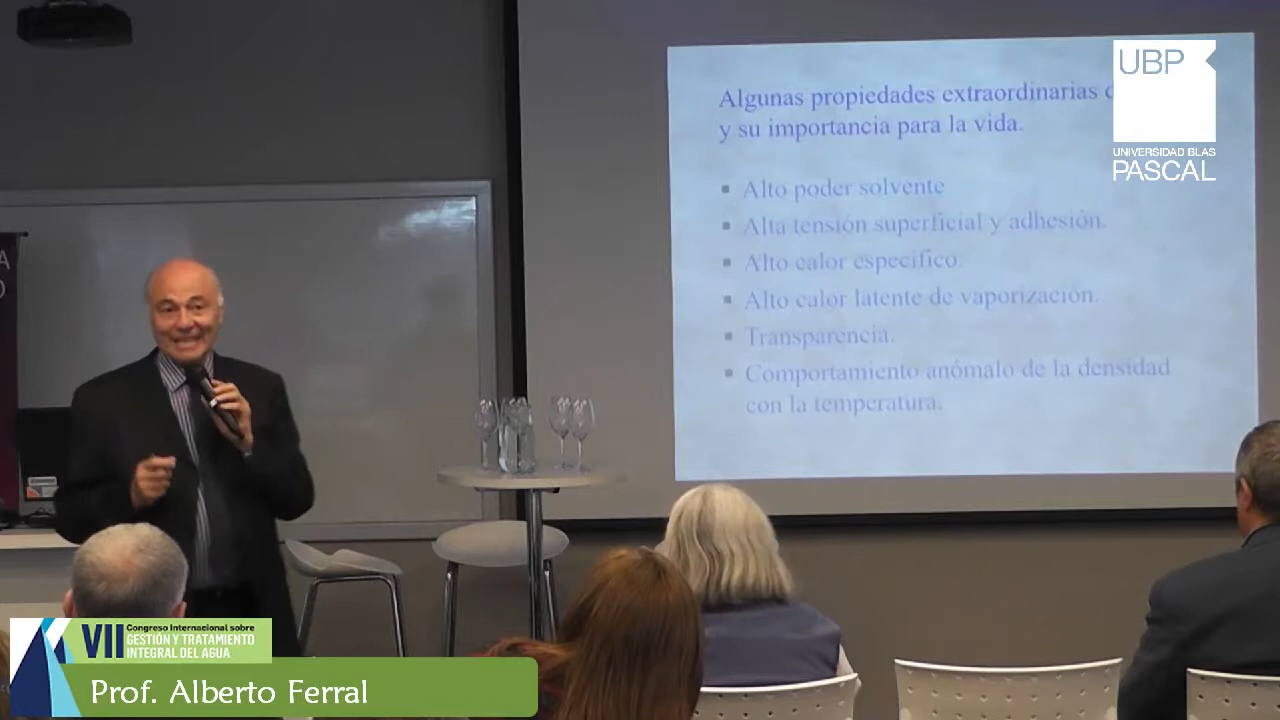 Algunas propiedades extraordinarias
y su importancia para la vida.
▪ Alto poder solvente
▪ Alta tensión superficial y adhesión.
▪ Alto calor específico.
▪ Alto calor latente de vaporización.
▪ Transparencia.
▪ Comportamiento anómalo de la densidad
con la temperatura.
UBP
UNIVERSIDAD BLAS
PASCAL
A
O
VII
Congreso Internacional sobre
GESTIÓN Y TRATAMIENTO
INTEGRAL DEL AGUA
Prof. Alberto Ferral